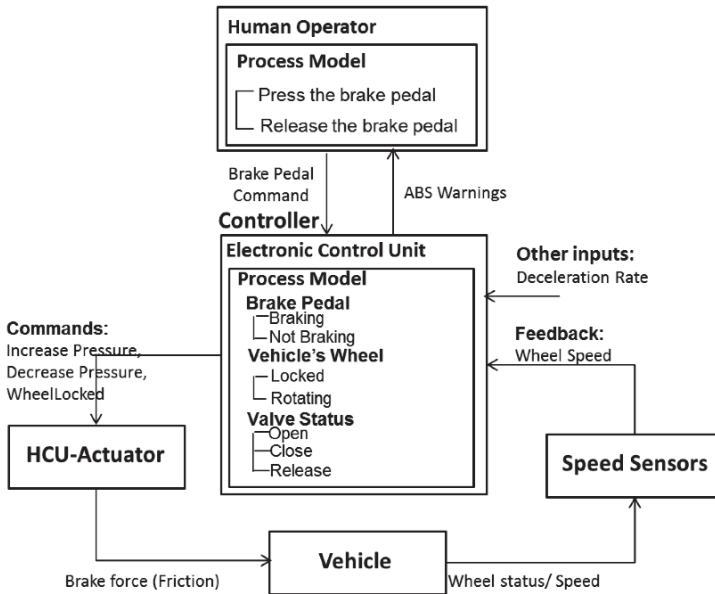 Human Operator
Process Model
Press the brake pedal
Release the brake pedal
Brake Pedal
Command
ABS Warnings
Controller
Electronic Control Unit
Process Model
Brake Pedal
Braking
Not Braking
Vehicle's Wheel
Locked
Rotating
Valve Status
Open
Close
Release
Other inputs:
Deceleration Rate
Feedback:
Wheel Speed
Commands:
Increase Pressure,
Decrease Pressure,
WheelLocked
HCU-Actuator
Speed Sensors
Vehicle
Brake force (Friction)
Wheel status/ Speed